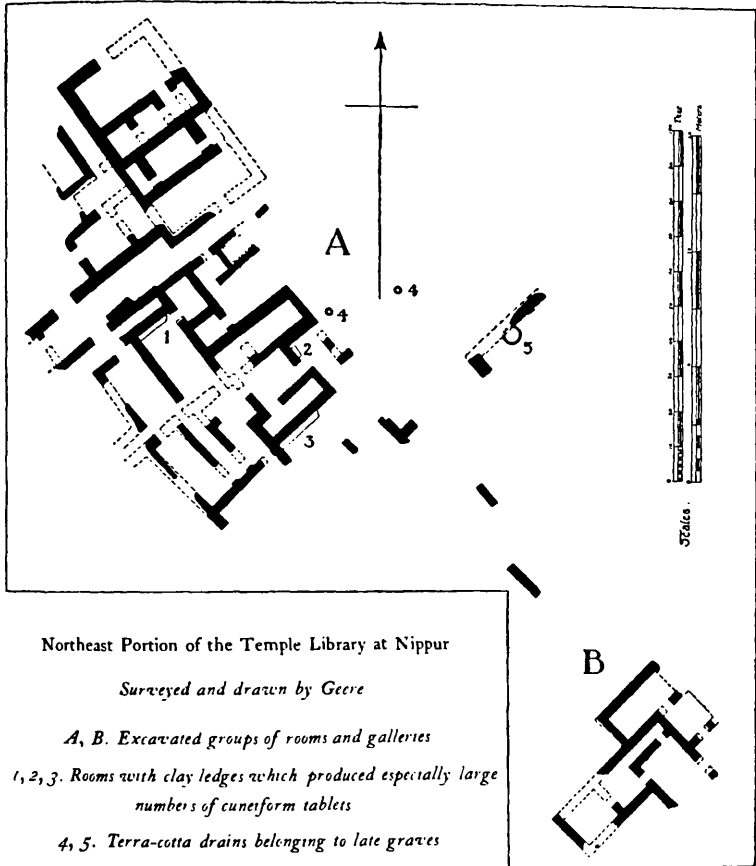 A
4
4
5
1
2
3
Feet
Meters
Scales.
B
Northeast Portion of the Temple Library at Nippur
Surveyed and drawn by Geere
A, B. Excavated groups of rooms and galleries
1, 2, 3. Rooms with clay ledges which produced especially large
numbers of cuneiform tablets
4, 5. Terra-cotta drains belonging to late graves